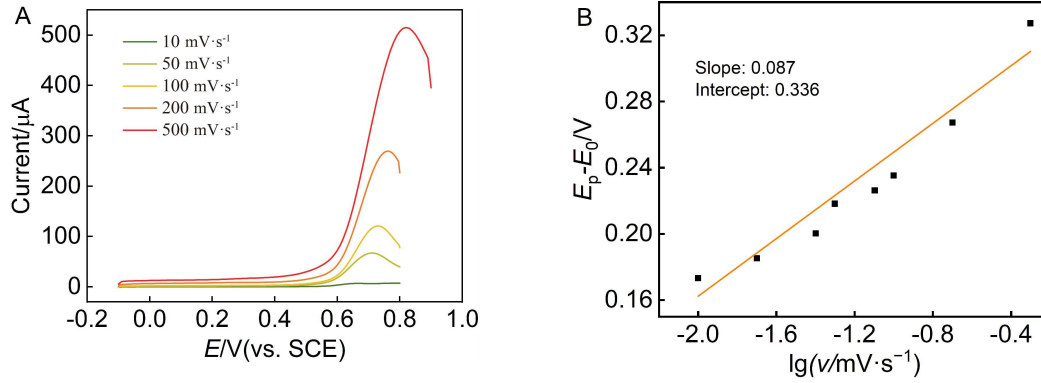 A
Current/μA
500
400
300
200
100
0
10 mV·s⁻¹
50 mV·s⁻¹
100 mV·s⁻¹
200 mV·s⁻¹
500 mV·s⁻¹
-0.2 0.0 0.2 0.4 0.6 0.8 1.0
E/V(vs. SCE)
B
Eₚ-E₀/V
0.32
0.28
0.24
0.20
0.16
Slope: 0.087
Intercept: 0.336
-2.0 -1.6 -1.2 -0.8 -0.4
lg(v/mV·s⁻¹)